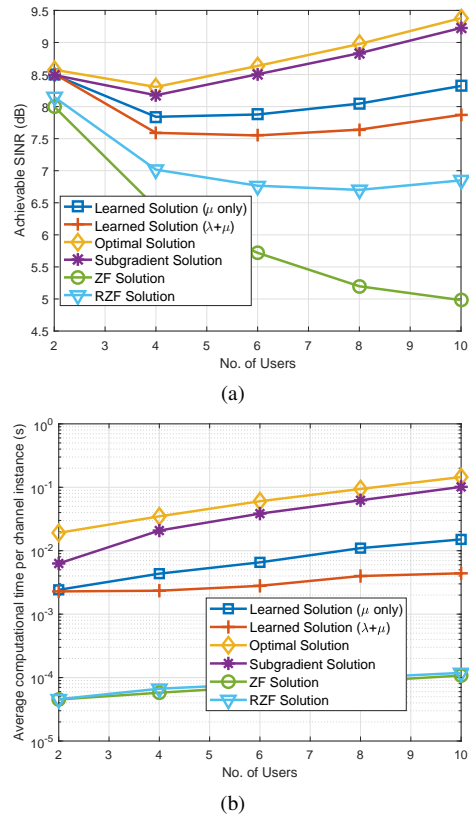 9.5
9
8.5
8
7.5
7
6.5
6
5.5
5
4.5
Achievable SINR (dB)
Learned Solution (μ only)
Learned Solution (λ+μ)
Optimal Solution
Subgradient Solution
ZF Solution
RZF Solution
2 3 4 5 6 7 8 9 10
No. of Users
(a)
10^0
10^-1
10^-2
10^-3
10^-4
10^-5
Average computational time per channel instance (s)
Learned Solution (μ only)
Learned Solution (λ+μ)
Optimal Solution
Subgradient Solution
ZF Solution
RZF Solution
2 3 4 5 6 7 8 9 10
No. of Users
(b)